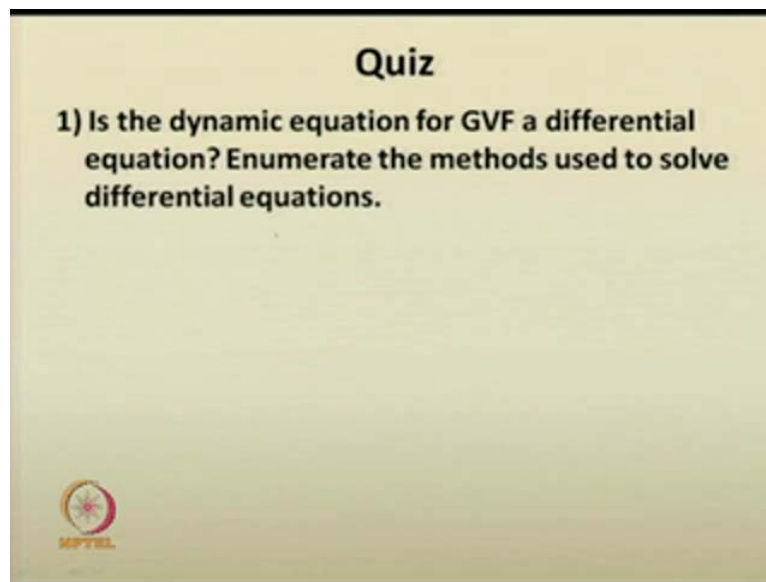 Quiz
1) Is the dynamic equation for GVF a differential
equation? Enumerate the methods used to solve
differential equations.
NPTEL